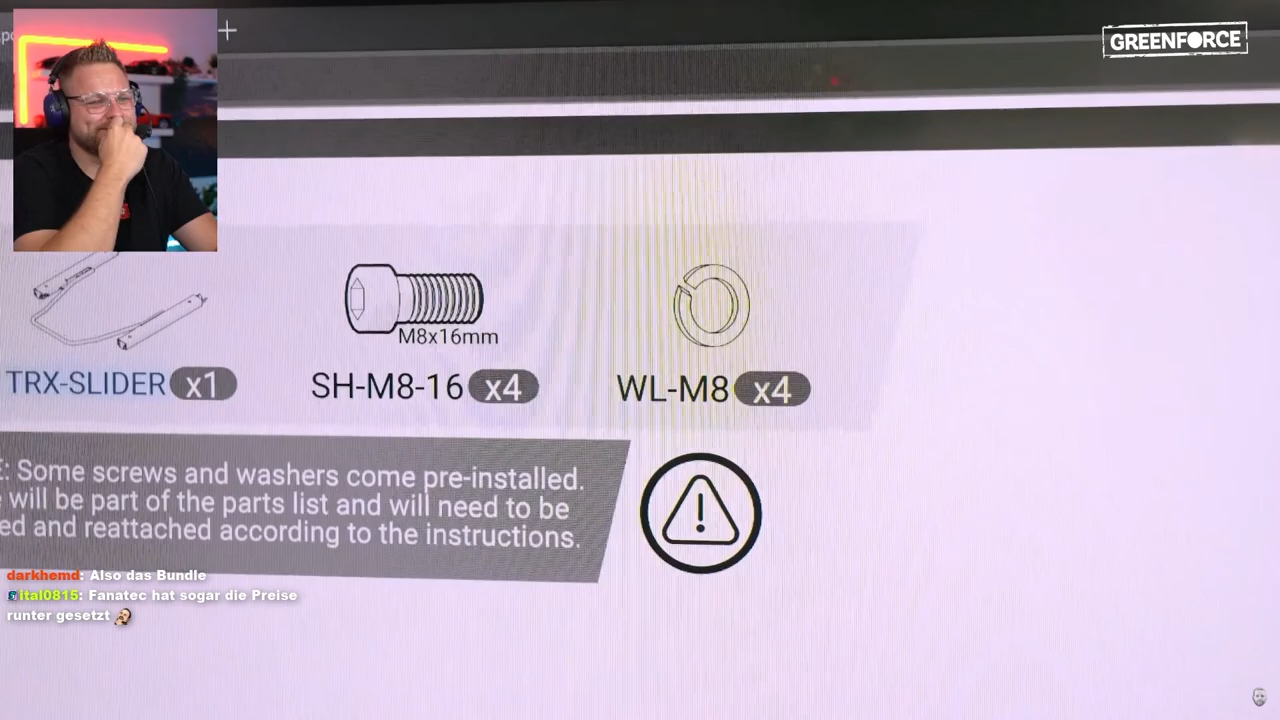 +
GREENFORCE
M8x16mm
TRX-SLIDER x1
SH-M8-16 x4
WL-M8 x4
: Some screws and washers come pre-installed.
will be part of the parts list and will need to be
ed and reattached according to the instructions.
darkhemd: Also das Bundle
ital0815: Fanatec hat sogar die Preise
runter gesetzt